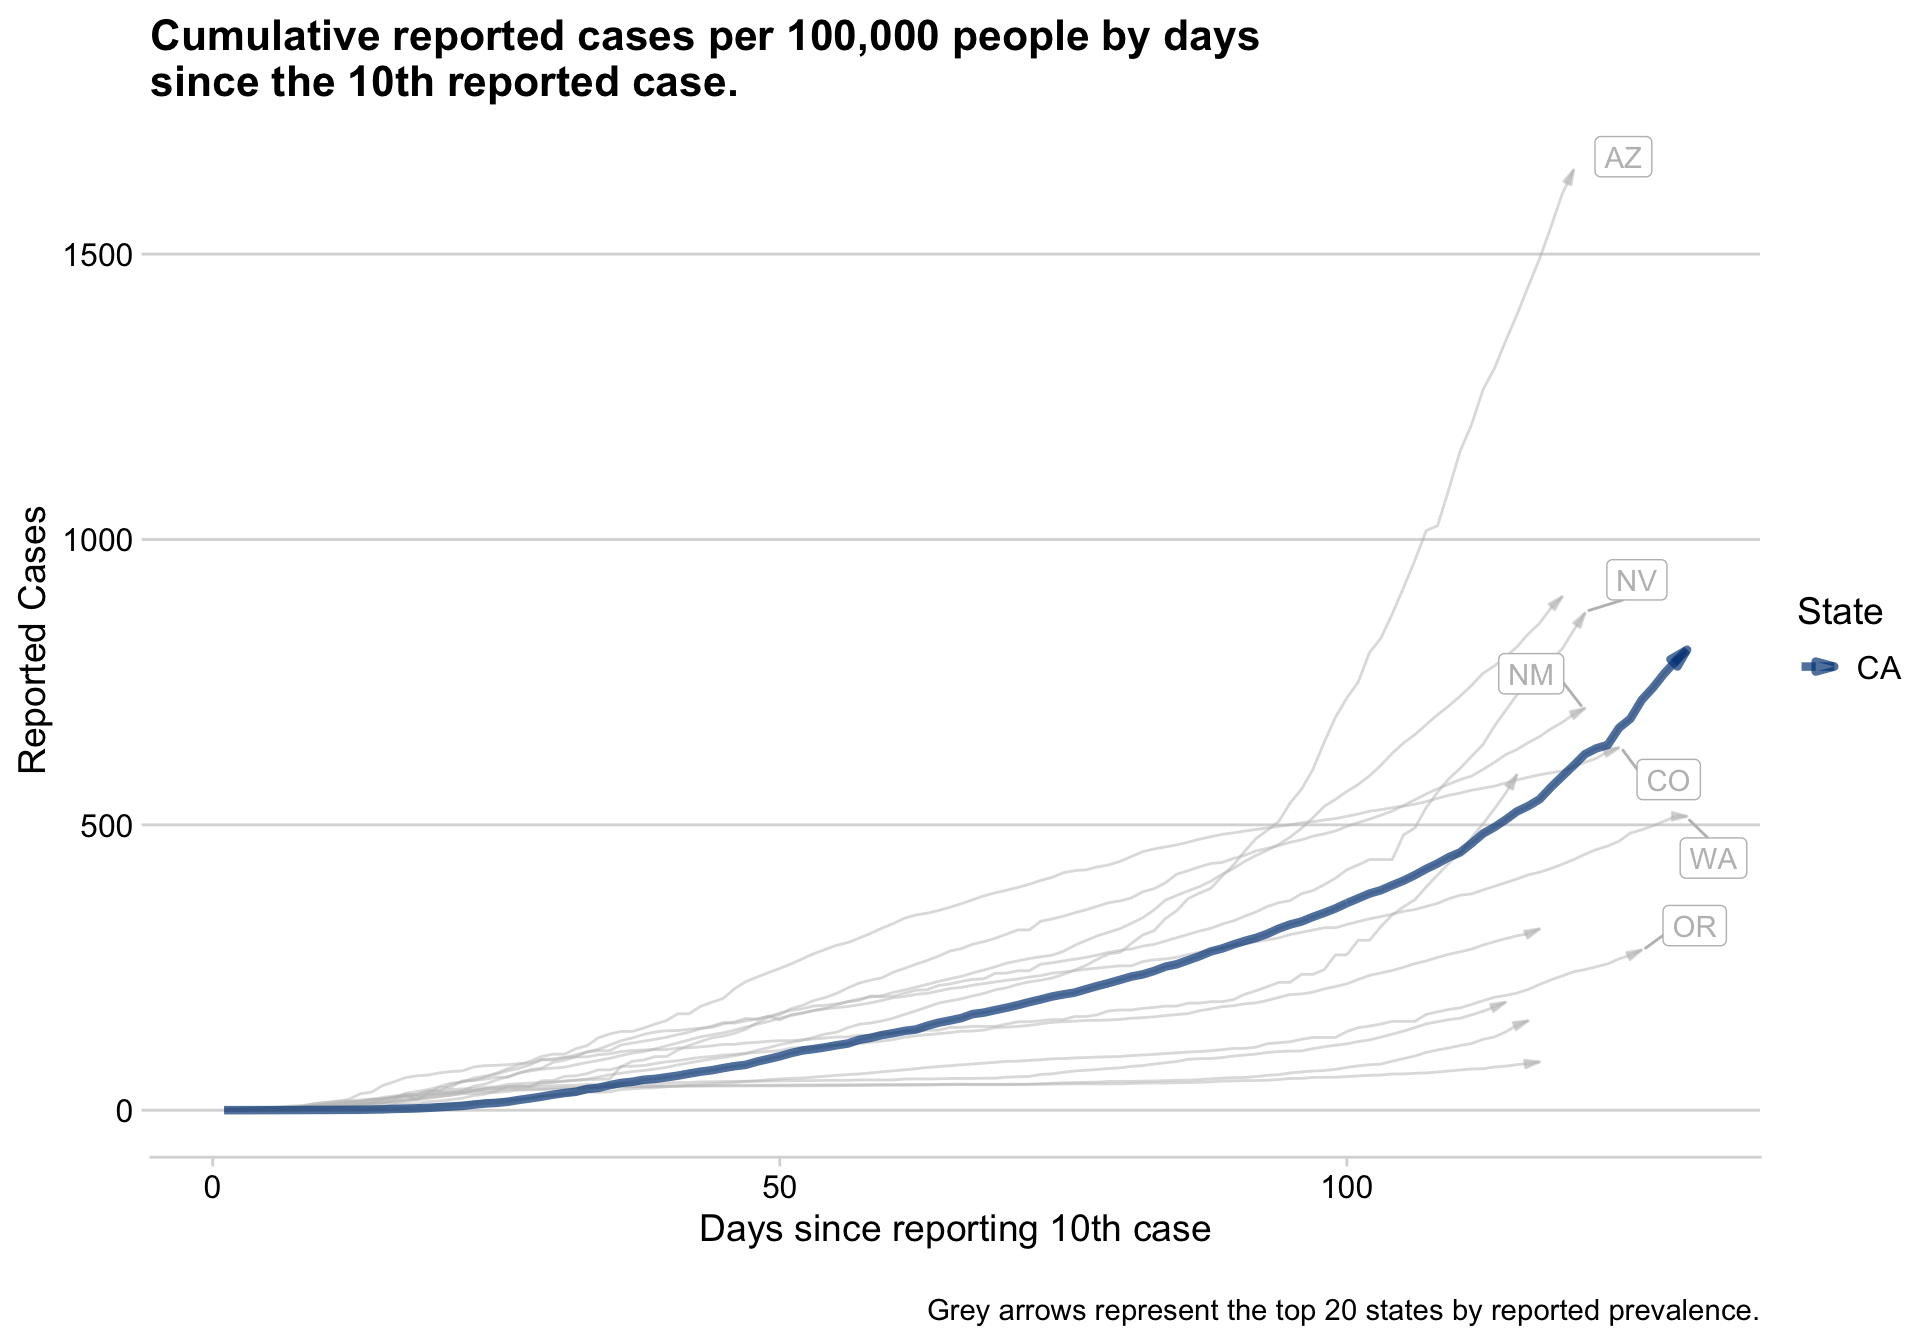 Cumulative reported cases per 100,000 people by days
since the 10th reported case.
AZ
1500
1000
NV
State
NM
CA
CO
500
WA
OR
0
Reported Cases
0 50 100
Days since reporting 10th case
Grey arrows represent the top 20 states by reported prevalence.